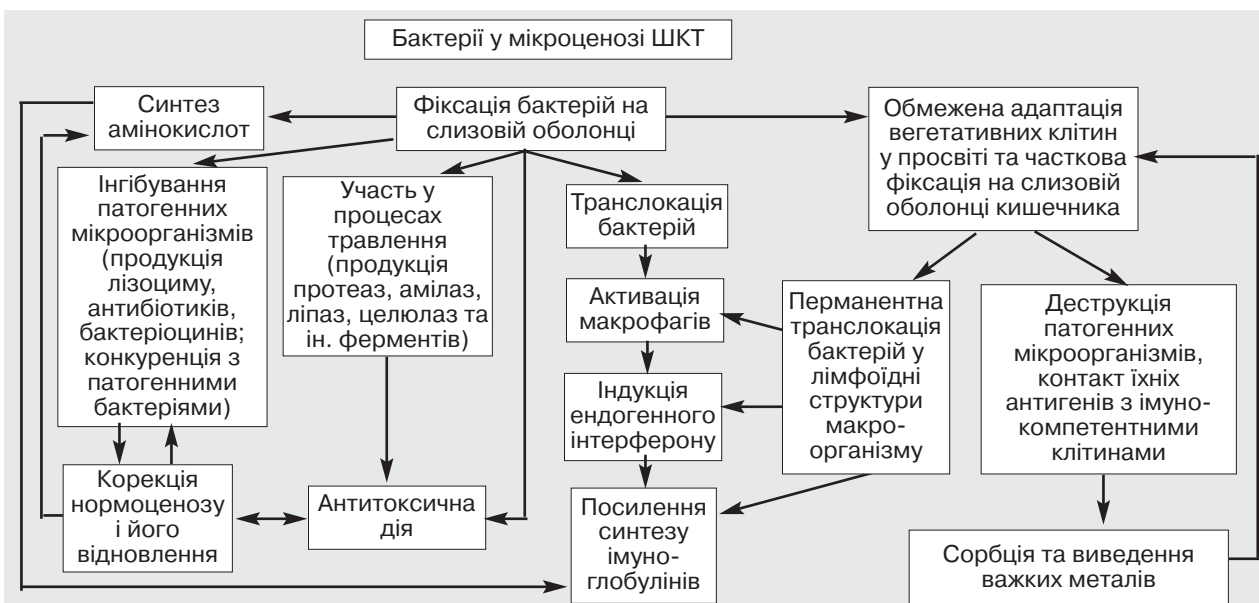 Бактерії у мікроценозі ШКТ
Синтез
амінокислот
Фіксація бактерій на
слизовій оболонці
Обмежена адаптація
вегетативних клітин
у просвіті та часткова
фіксація на слизовій
оболонці кишечника
Інгібування
патогенних
мікроорганізмів
(продукція
лізоциму,
антибіотиків,
бактеріоцинів;
конкуренція з
патогенними
бактеріями)
Участь у
процесах
травлення
(продукція
протеаз, амілаз,
ліпаз, целюлаз та
ін. ферментів)
Транслокація
бактерій
Активація
макрофагів
Індукція
ендогенного
інтерферону
Перманентна
транслокація
бактерій у
лімфоїдні
структури
макро-
організму
Деструкція
патогенних
мікроорганізмів,
контакт їхніх
антигенів з імуно-
компетентними
клітинами
Корекція
нормоценозу
і його
відновлення
Антитоксична
дія
Посилення
синтезу
імуно-
глобулінів
Сорбція та виведення
важких металів